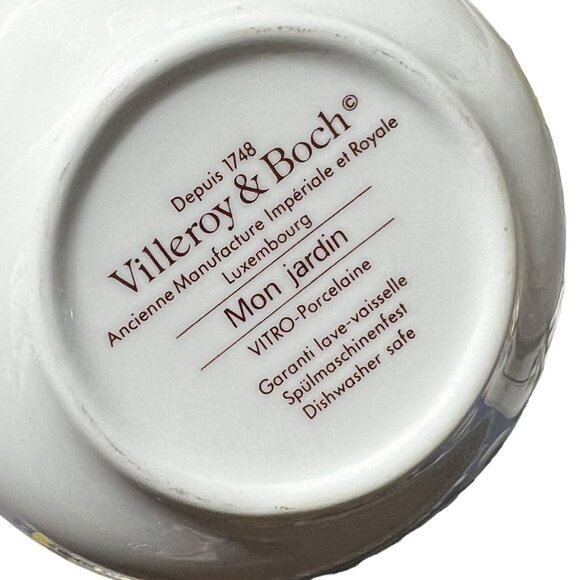 Depuis 1748
Villeroy & Boch©
Ancienne Manufacture Impériale et Royale
Luxembourg
Mon jardin
VITRO-Porcelaine
Garanti lave-vaisselle
Spülmaschinenfest
Dishwasher safe